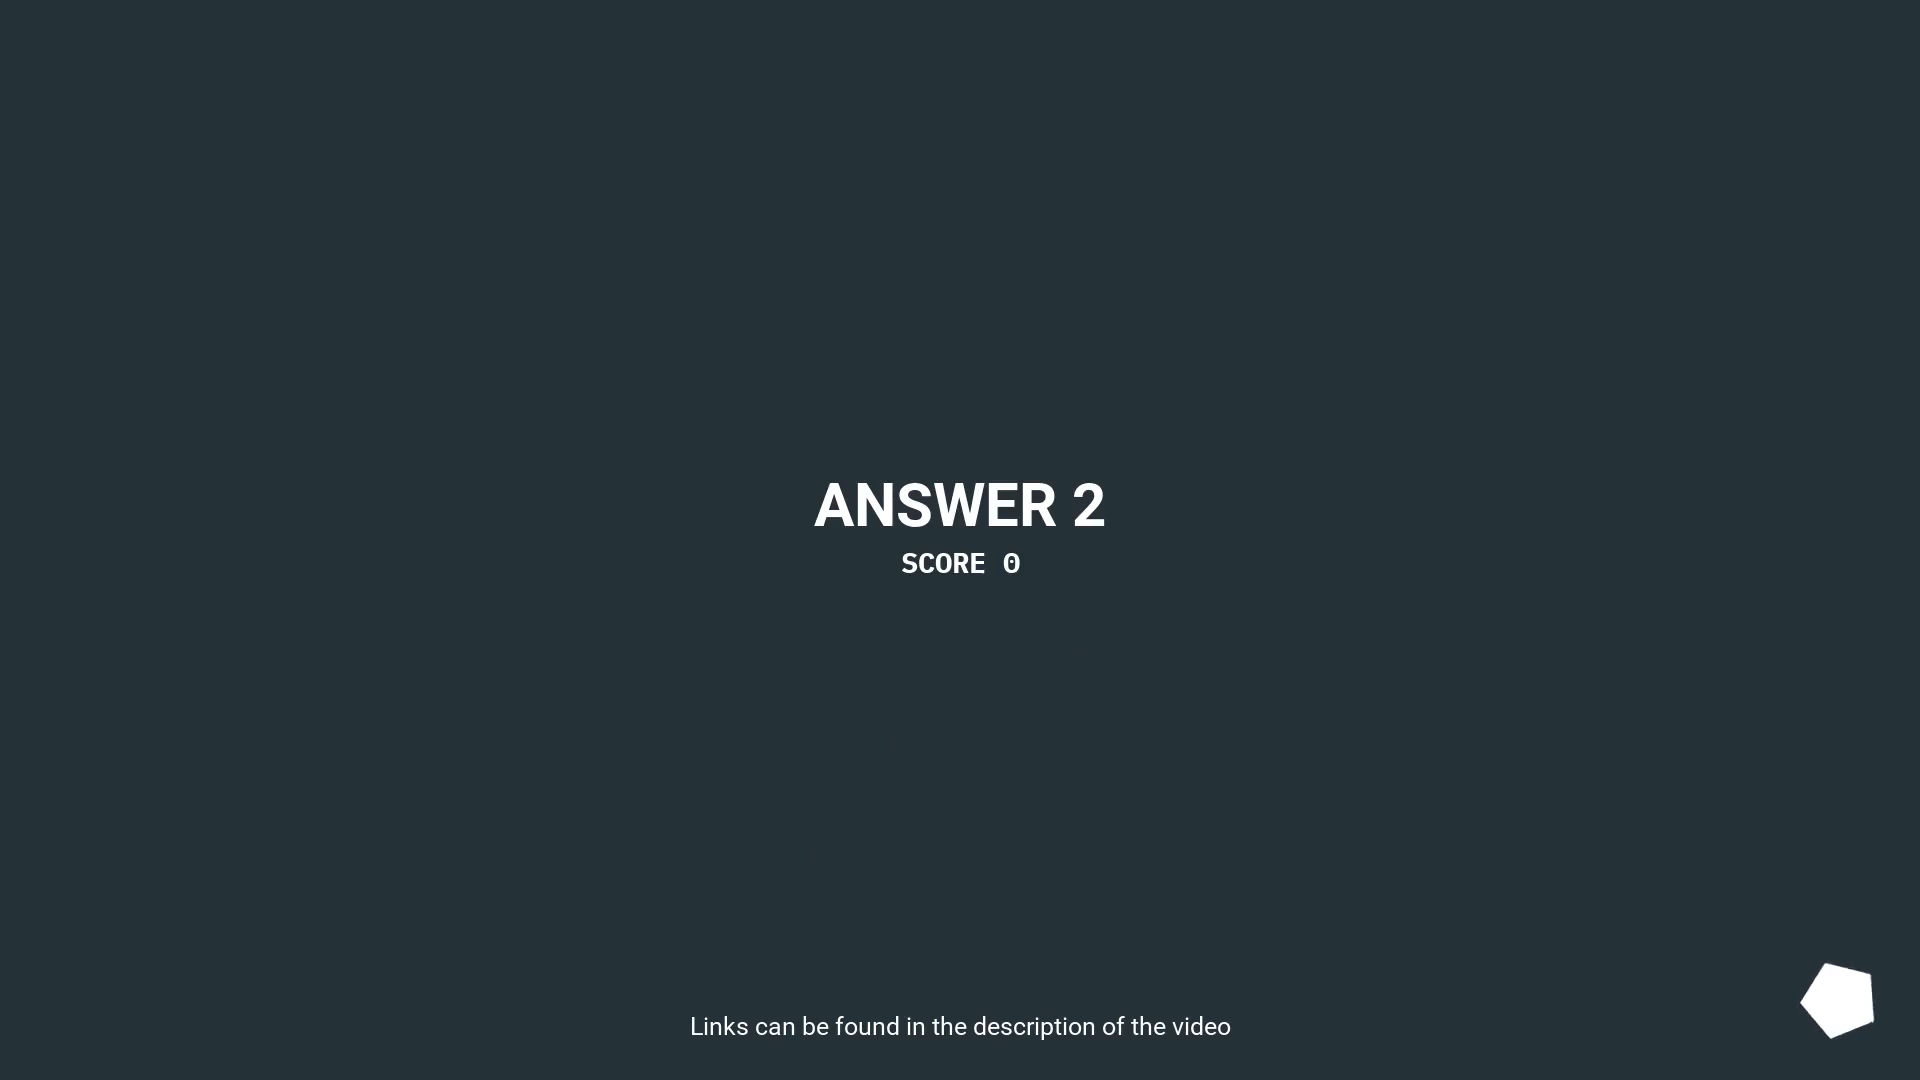 ANSWER 2
SCORE 0
Links can be found in the description of the video